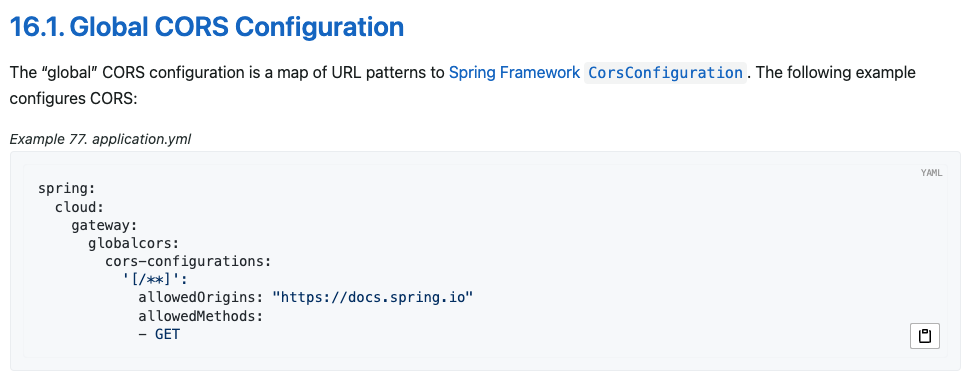 16.1. Global CORS Configuration
The “global” CORS configuration is a map of URL patterns to Spring Framework CorsConfiguration. The following example
configures CORS:
Example 77. application.yml
YAML
spring:
  cloud:
    gateway:
      globalcors:
        cors-configurations:
          '[/**]':
            allowedOrigins: "https://docs.spring.io"
            allowedMethods:
            - GET